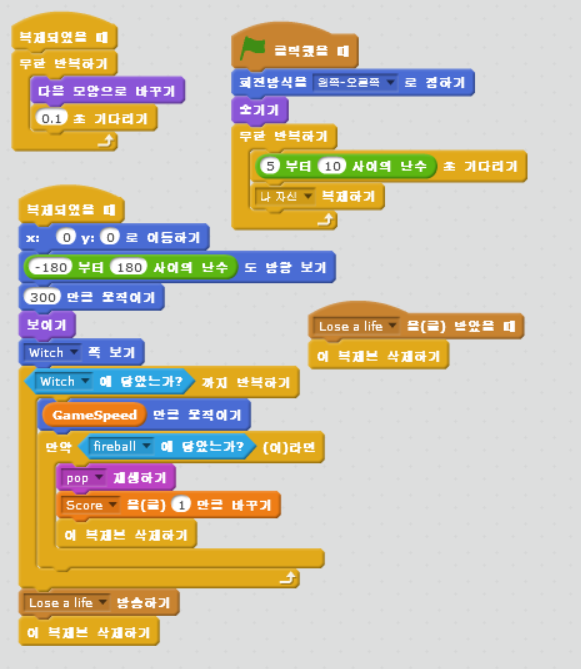 복제되었을 때
무한 반복하기
다음 모양으로 바꾸기
0.1 초 기다리기
클릭했을 때
회전방식을 왼쪽-오른쪽 로 정하기
숨기기
무한 반복하기
5 부터 10 사이의 난수 초 기다리기
나 자신 복제하기
복제되었을 때
x: 0 y: 0 로 이동하기
-180 부터 180 사이의 난수 도 방향 보기
300 만큼 움직이기
보이기
Witch 쪽 보기
Witch 에 닿았는가? 까지 반복하기
GameSpeed 만큼 움직이기
만약 fireball 에 닿았는가? (이)라면
pop 재생하기
Score 을(를) 1 만큼 바꾸기
이 복제본 삭제하기
Lose a life 방송하기
이 복제본 삭제하기
Lose a life 을(를) 받았을 때
이 복제본 삭제하기